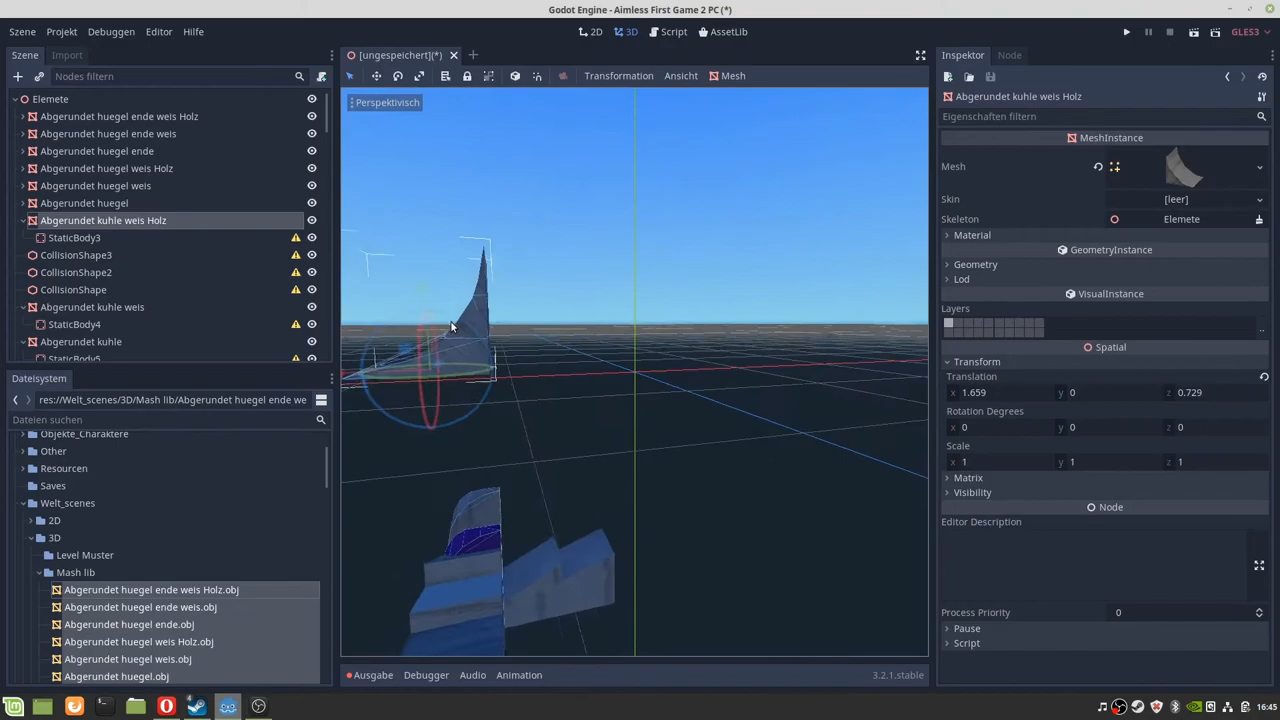 Godot Engine - Aimless First Game 2 PC (*)
Szene Projekt Debuggen Editor Hilfe
2D 3D Script AssetLib
GLES3
Szene Import
Nodes filtern
Elemete
Abgerundet huegel ende weis Holz
Abgerundet huegel ende weis
Abgerundet huegel ende
Abgerundet huegel weis Holz
Abgerundet huegel weis
Abgerundet huegel
Abgerundet kuhle weis Holz
StaticBody3
CollisionShape3
CollisionShape2
CollisionShape
Abgerundet kuhle weis
StaticBody4
Abgerundet kuhle
StaticBody5
Dateisystem
res://Welt_scenes/3D/Mash lib/Abgerundet huegel ende we
Dateien suchen
Objekte_Charaktere
Other
Resourcen
Saves
Welt_scenes
2D
3D
Level Muster
Mash lib
Abgerundet huegel ende weis Holz.obj
Abgerundet huegel ende weis.obj
Abgerundet huegel ende.obj
Abgerundet huegel weis Holz.obj
Abgerundet huegel weis.obj
Abgerundet huegel.obj
[ungespeichert](*)
Transformation Ansicht Mesh
Perspektivisch
Ausgabe Debugger Audio Animation
3.2.1.stable
Inspektor Node
Abgerundet kuhle weis Holz
Eigenschaften filtern
MeshInstance
Mesh
Skin [leer]
Skeleton Elemete
Material
GeometryInstance
Geometry
Lod
VisualInstance
Layers
..
Spatial
Transform
Translation
x 1.659 y 0 z 0.729
Rotation Degrees
x 0 y 0 z 0
Scale
x 1 y 1 z 1
Matrix
Visibility
Node
Editor Description
Process Priority 0
Pause
Script
16:45